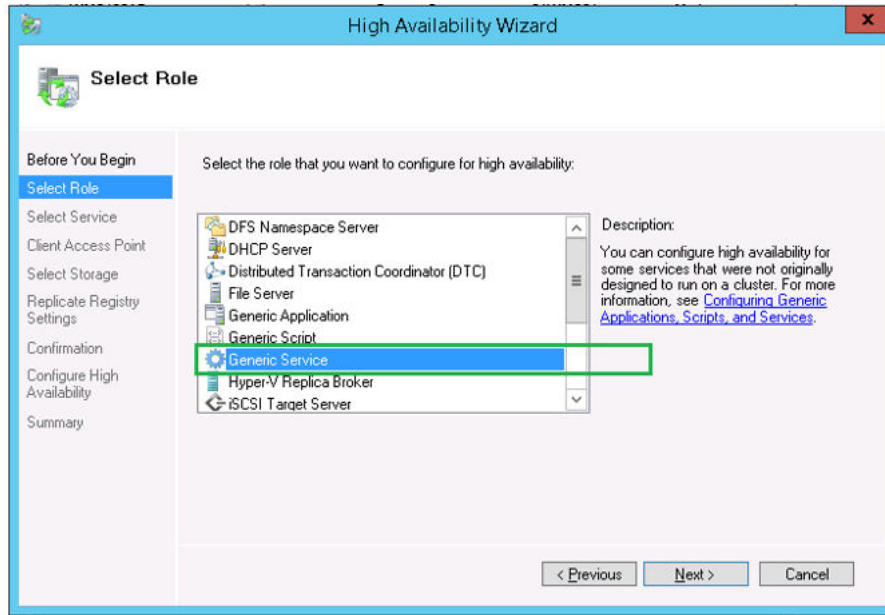 High Availability Wizard
x
Select Role
Before You Begin
Select Role
Select Service
Client Access Point
Select Storage
Replicate Registry
Settings
Confirmation
Configure High
Availability
Summary
Select the role that you want to configure for high availability:
DFS Namespace Server
DHCP Server
Distributed Transaction Coordinator (DTC)
File Server
Generic Application
Generic Script
Generic Service
Hyper-V Replica Broker
iSCSI Target Server
Description:
You can configure high availability for
some services that were not originally
designed to run on a cluster. For more
information, see Configuring Generic
Applications, Scripts, and Services.
< Previous
Next >
Cancel